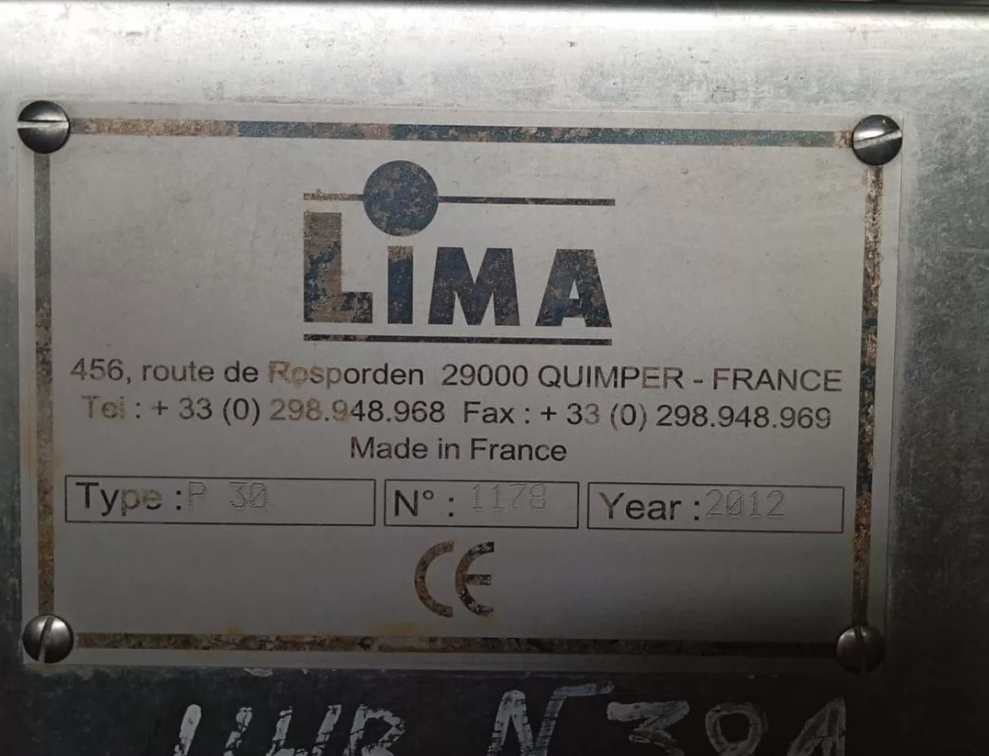 LIMA
456, route de Rosporden 29000 QUIMPER - FRANCE
Tel : + 33 (0) 298.948.968 Fax : + 33 (0) 298.948.969
Made in France
Type : P 30 N° : 1178 Year : 2012
CE